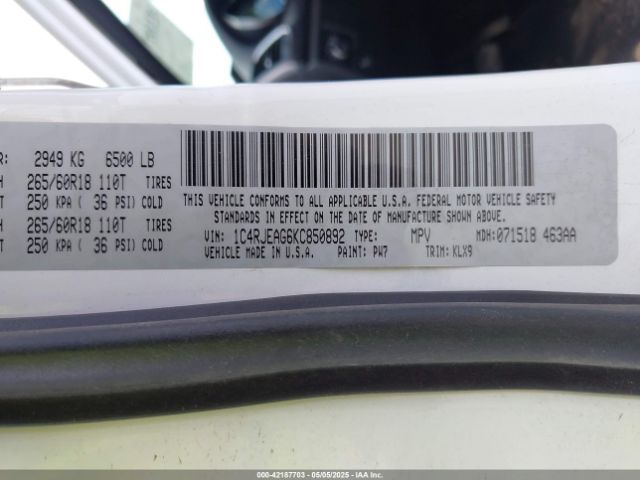 R: 2949 KG 6500 LB
H 265/60R18 110T TIRES
250 KPA ( 36 PSI) COLD
H 265/60R18 110T TIRES
250 KPA ( 36 PSI) COLD
THIS VEHICLE CONFORMS TO ALL APPLICABLE U.S.A. FEDERAL MOTOR VEHICLE SAFETY
STANDARDS IN EFFECT ON THE DATE OF MANUFACTURE SHOWN ABOVE.
VIN: 1C4RJEAG6KC850892 TYPE: MPV MDH:071518 463AA
VEHICLE MADE IN U.S.A. PAINT: PW7 TRIM: KLX9
000-42187703 - 05/05/2025 - IAAI.COM